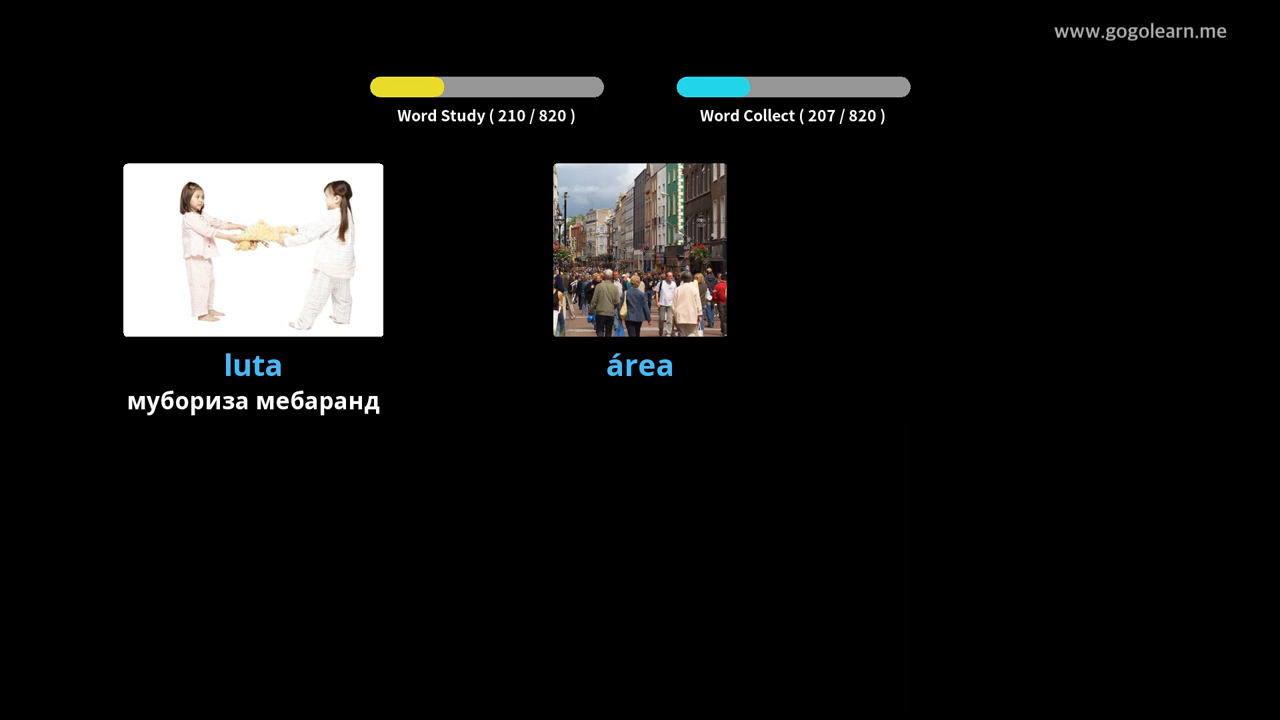 www.gogolearn.me
Word Study ( 210 / 820 )
Word Collect ( 207 / 820 )
luta
мубориза мебаранд
área